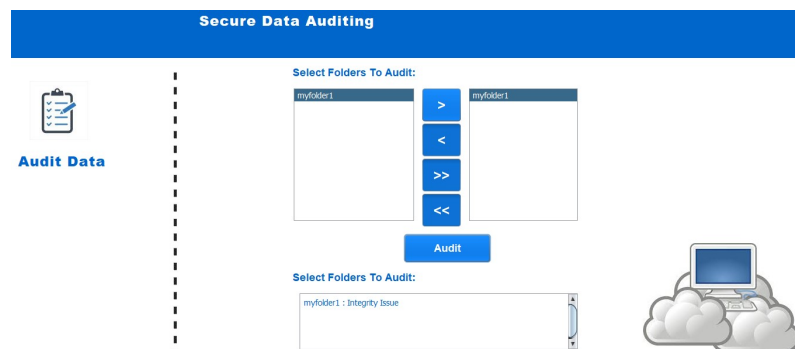 Secure Data Auditing
Audit Data
Select Folders To Audit:
myfolder1
>
<
>>
<<
myfolder1
Audit
Select Folders To Audit:
myfolder1 : Integrity Issue